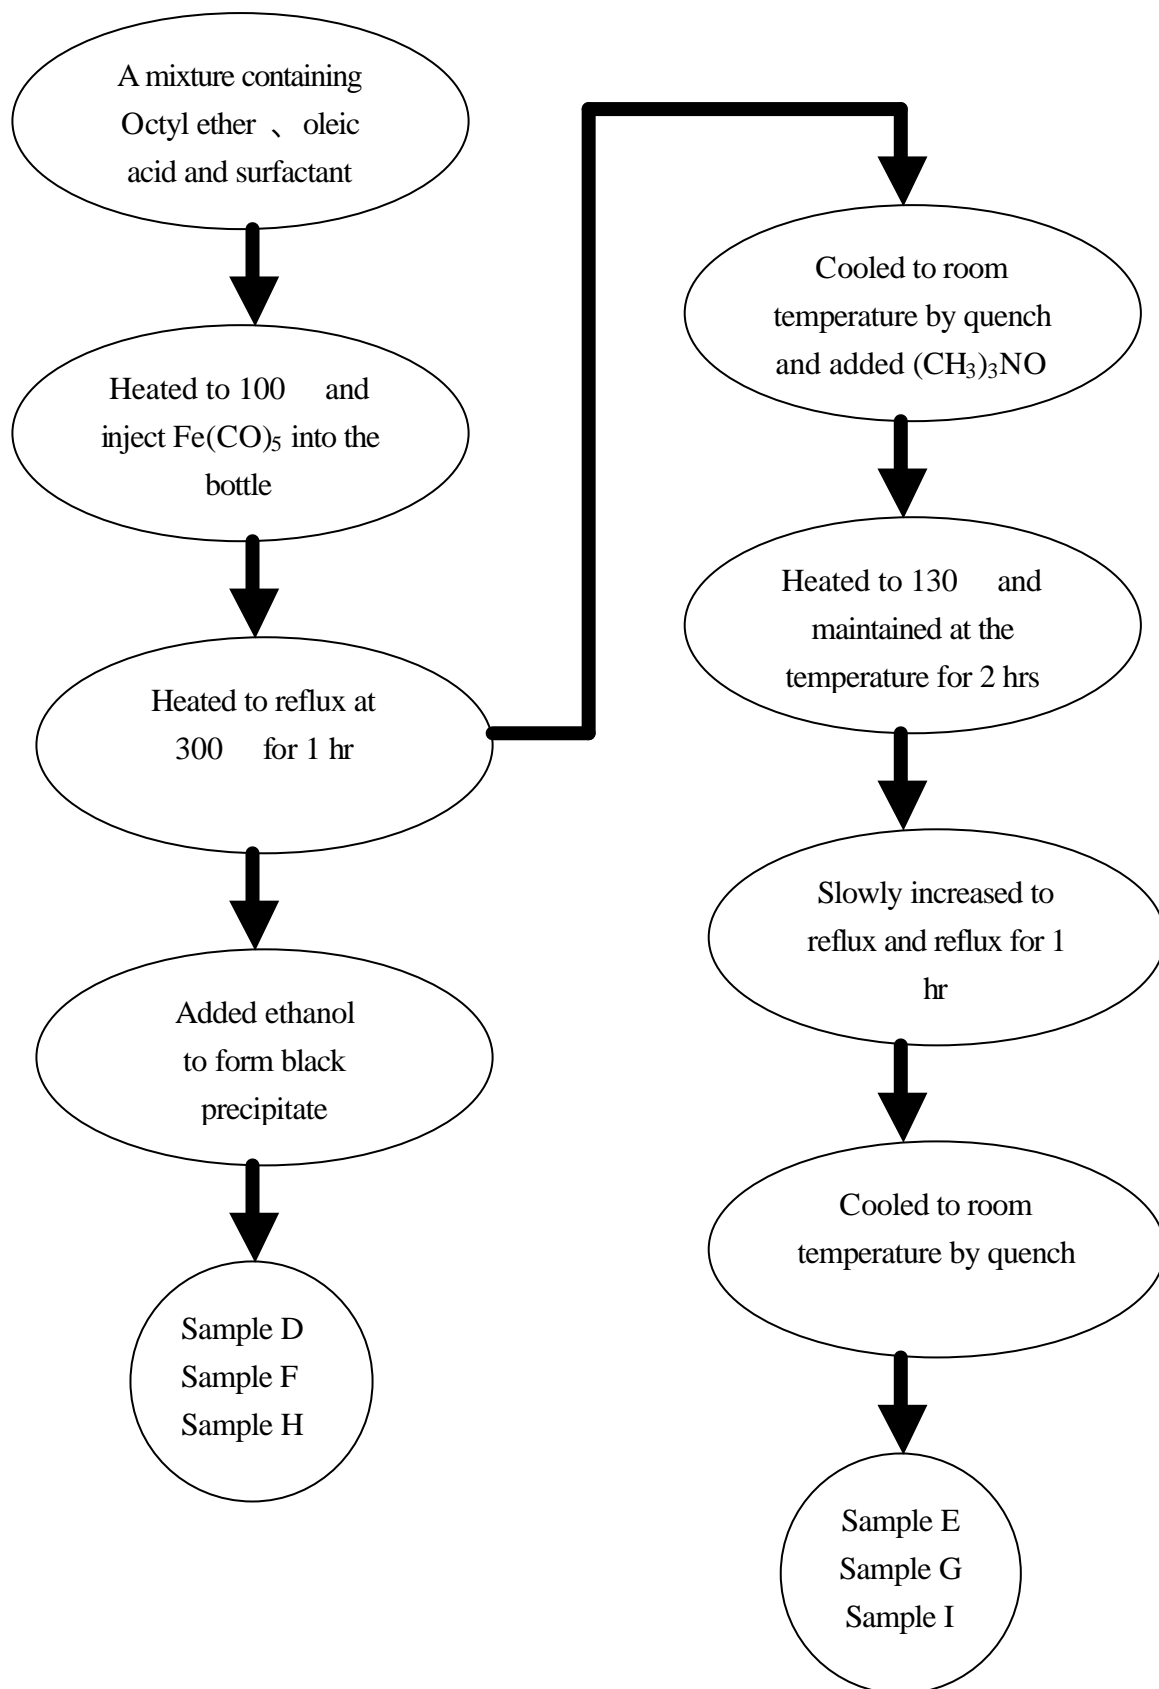 A mixture containing
Octyl ether 、 oleic
acid and surfactant
Heated to 100 and
inject Fe(CO)₅ into the
bottle
Heated to reflux at
300 for 1 hr
Added ethanol
to form black
precipitate
Sample D
Sample F
Sample H
Cooled to room
temperature by quench
and added (CH₃)₃NO
Heated to 130 and
maintained at the
temperature for 2 hrs
Slowly increased to
reflux and reflux for 1
hr
Cooled to room
temperature by quench
Sample E
Sample G
Sample I